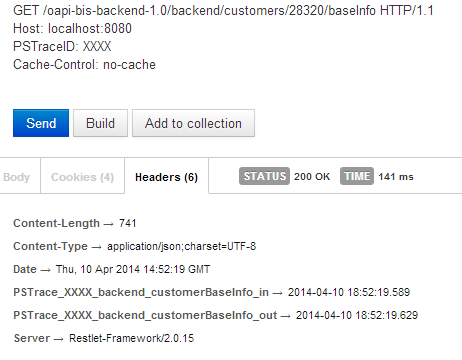 GET /oapi-bis-backend-1.0/backend/customers/28320/baseInfo HTTP/1.1
Host: localhost:8080
PSTraceID: XXXX
Cache-Control: no-cache
Send Build Add to collection
Body Cookies (4) Headers (6) STATUS 200 OK TIME 141 ms
Content-Length → 741
Content-Type → application/json;charset=UTF-8
Date → Thu, 10 Apr 2014 14:52:19 GMT
PSTrace_XXXX_backend_customerBaseInfo_in → 2014-04-10 18:52:19.589
PSTrace_XXXX_backend_customerBaseInfo_out → 2014-04-10 18:52:19.629
Server → Restlet-Framework/2.0.15